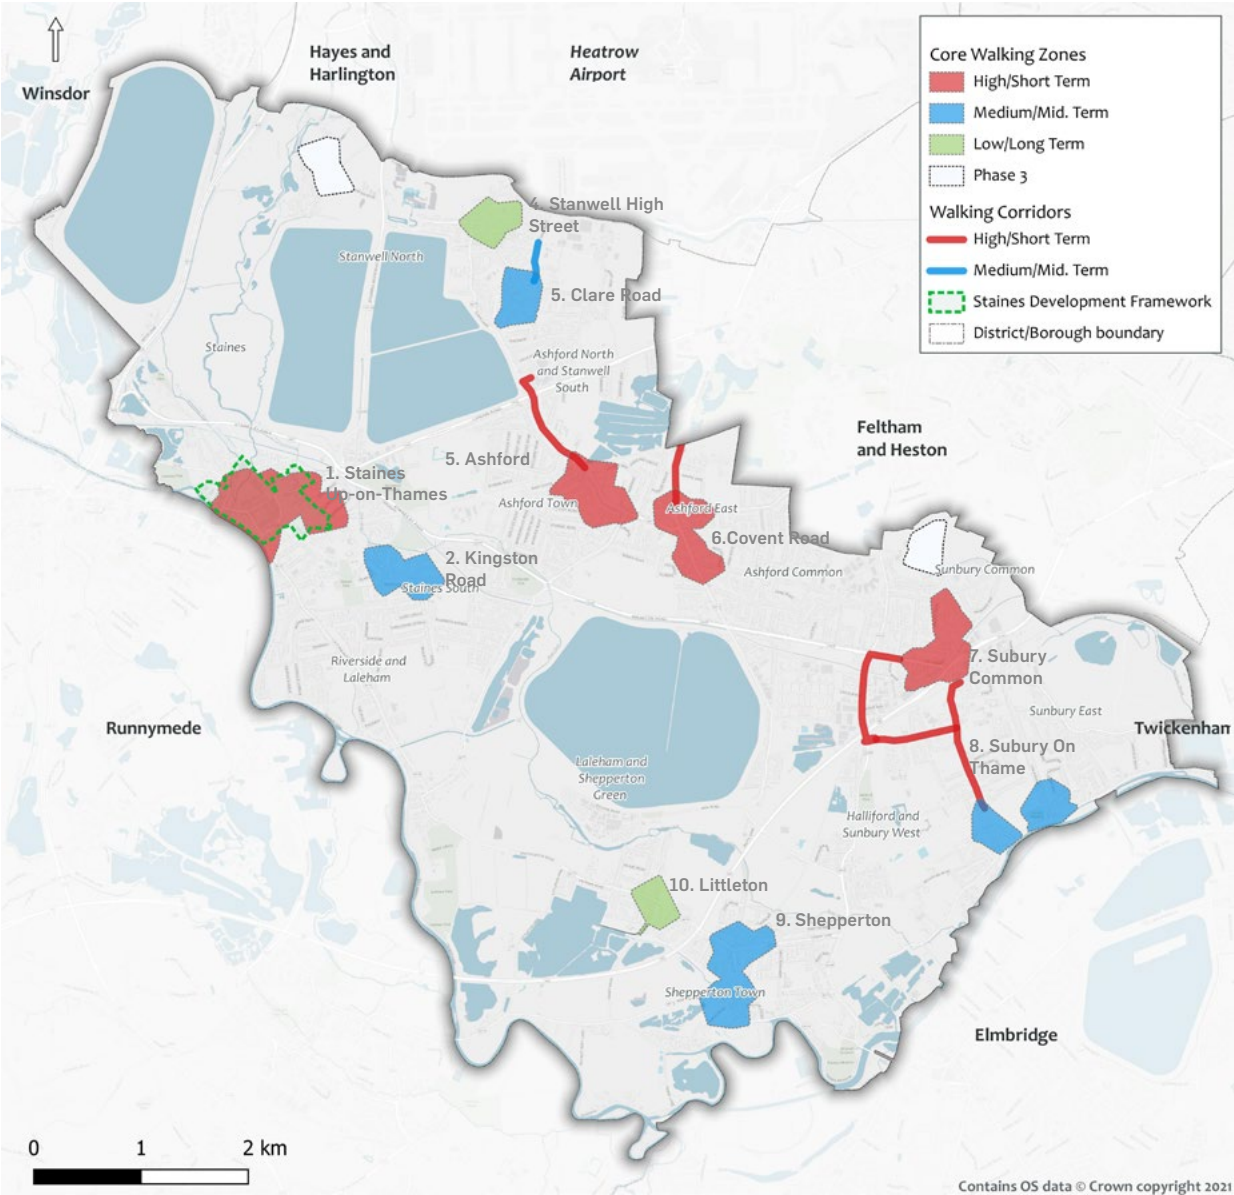 Hayes and
Harlington
Heatrow
Airport
Winsdor
Core Walking Zones
High/Short Term
Medium/Mid. Term
Low/Long Term
Phase 3
Walking Corridors
High/Short Term
Medium/Mid. Term
Staines Development Framework
District/Borough boundary
4. Stanwell High
Street
Stanwell North
5. Clare Road
Staines
Ashford North
and Stanwell
South
Feltham
and Heston
5. Ashford
1. Staines
Up-on-Thames
Ashford Town
Ashford East
6.Covent Road
2. Kingston
Road
Staines South
Ashford Common
Sunbury Common
Riverside and
Laleham
7. Subury
Common
Sunbury East
Runnymede
Twickenham
8. Subury On
Thame
Laleham and
Shepperton
Green
Halliford and
Sunbury West
10. Littleton
9. Shepperton
Shepperton Town
Elmbridge
0 1 2 km
Contains OS data © Crown copyright 2021